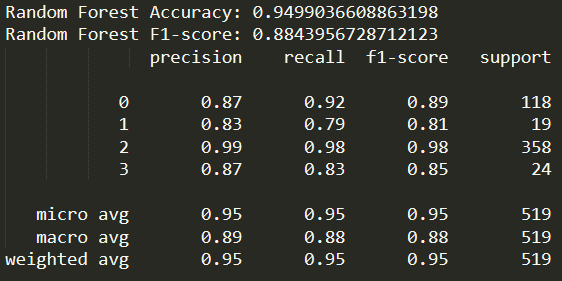 Random Forest Accuracy: 0.9499036608863198
Random Forest F1-score: 0.8843956728712123
precision recall f1-score support
0 0.87 0.92 0.89 118
1 0.83 0.79 0.81 19
2 0.99 0.98 0.98 358
3 0.87 0.83 0.85 24
micro avg 0.95 0.95 0.95 519
macro avg 0.89 0.88 0.88 519
weighted avg 0.95 0.95 0.95 519